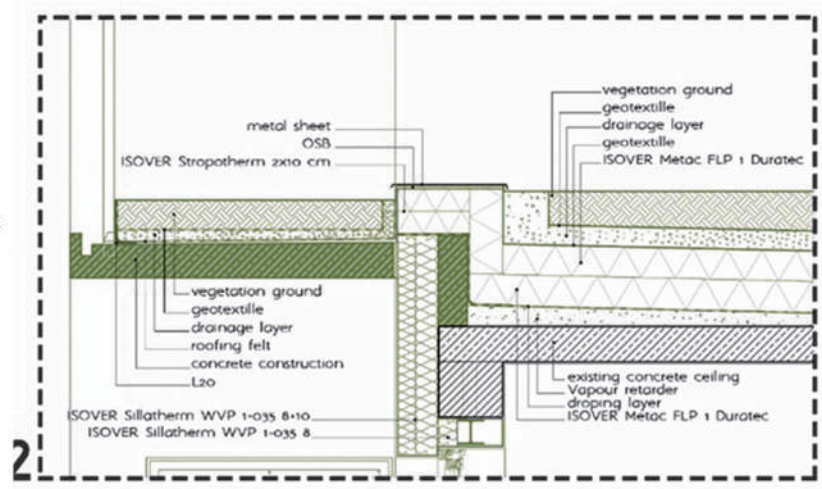 metal sheet
OSB
ISOVER Stropotherm 2x10 cm
vegetation ground
geotextille
drainage layer
geotextille
ISOVER Metac FLP 1 Duratec
vegetation ground
geotextille
drainage layer
roofing felt
concrete construction
L20
ISOVER Sillatherm WVP 1-035 8+10
ISOVER Sillatherm WVP 1-035 8
existing concrete ceiling
Vapour retarder
droping layer
ISOVER Metac FLP 1 Duratec
2